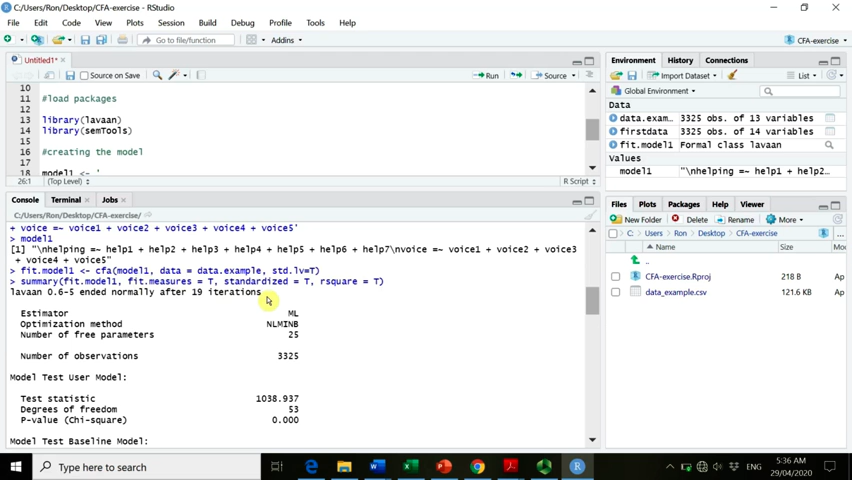 C:/Users/Ron/Desktop/CFA-exercise - RStudio
File Edit Code View Plots Session Build Debug Profile Tools Help
Go to file/function
Addins
CFA-exercise
Untitled1*
Source on Save
Run
Source
10
11 #load packages
12
13 library(lavaan)
14 library(semTools)
15
16 #creating the model
17
18 model1 <- '
26:1 (Top Level)
R Script
Console Terminal Jobs
C:/Users/Ron/Desktop/CFA-exercise/
+ voice =~ voice1 + voice2 + voice3 + voice4 + voice5'
> model1
[1] "\nhelping =~ help1 + help2 + help3 + help4 + help5 + help6 + help7\nvoice =~ voice1 + voice2 + voice3
+ voice4 + voice5"
> fit.model1 <- cfa(model1, data = data.example, std.lv=T)
> summary(fit.model1, fit.measures = T, standardized = T, rsquare = T)
lavaan 0.6-5 ended normally after 19 iterations
Estimator ML
Optimization method NLMINB
Number of free parameters 25
Number of observations 3325
Model Test User Model:
Test statistic 1038.937
Degrees of freedom 53
P-value (Chi-square) 0.000
Model Test Baseline Model:
Environment History Connections
Import Dataset
List
Global Environment
Data
data.exam… 3325 obs. of 13 variables
firstdata 3325 obs. of 14 variables
fit.model1 Formal class lavaan
Values
model1 "\nhelping =~ help1 + help2…
Files Plots Packages Help Viewer
New Folder Delete Rename More
C: Users Ron Desktop CFA-exercise ...
Name Size
..
CFA-exercise.Rproj 218 B Ap
data_example.csv 121.6 KB Ap
Type here to search
ENG
5:36 AM
29/04/2020